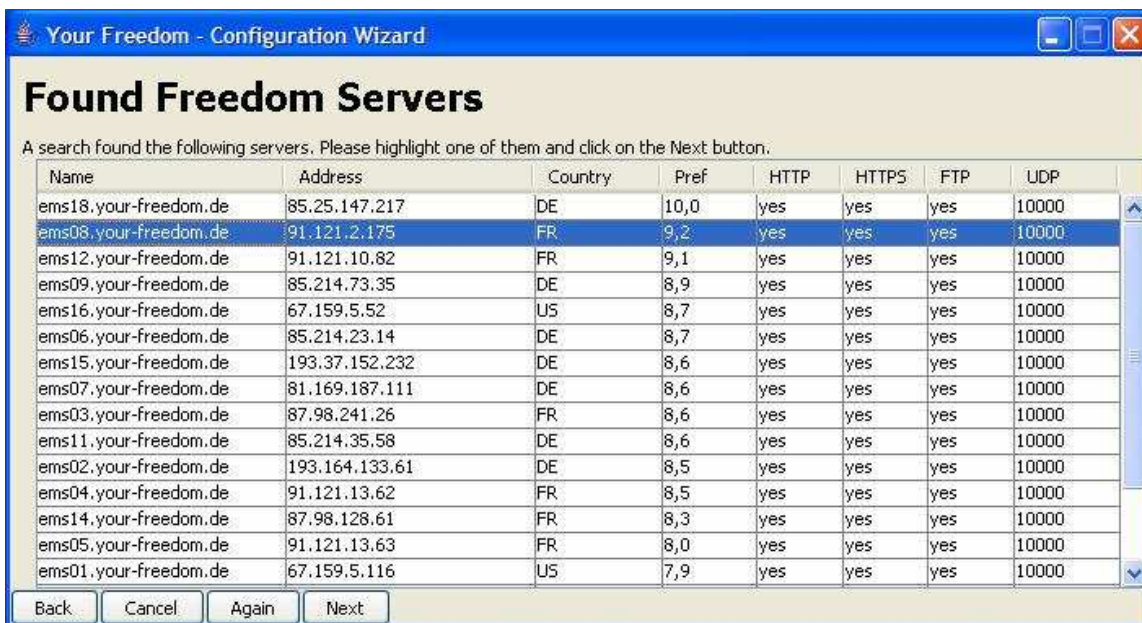 Your Freedom - Configuration Wizard
Found Freedom Servers
A search found the following servers. Please highlight one of them and click on the Next button.
Name Address Country Pref HTTP HTTPS FTP UDP
ems18.your-freedom.de 85.25.147.217 DE 10,0 yes yes yes 10000
ems08.your-freedom.de 91.121.2.175 FR 9,2 yes yes yes 10000
ems12.your-freedom.de 91.121.10.82 FR 9,1 yes yes yes 10000
ems09.your-freedom.de 85.214.73.35 DE 8,9 yes yes yes 10000
ems16.your-freedom.de 67.159.5.52 US 8,7 yes yes yes 10000
ems06.your-freedom.de 85.214.23.14 DE 8,7 yes yes yes 10000
ems15.your-freedom.de 193.37.152.232 DE 8,6 yes yes yes 10000
ems07.your-freedom.de 81.169.187.111 DE 8,6 yes yes yes 10000
ems03.your-freedom.de 87.98.241.26 FR 8,6 yes yes yes 10000
ems11.your-freedom.de 85.214.35.58 DE 8,6 yes yes yes 10000
ems02.your-freedom.de 193.164.133.61 DE 8,5 yes yes yes 10000
ems04.your-freedom.de 91.121.13.62 FR 8,5 yes yes yes 10000
ems14.your-freedom.de 87.98.128.61 FR 8,3 yes yes yes 10000
ems05.your-freedom.de 91.121.13.63 FR 8,0 yes yes yes 10000
ems01.your-freedom.de 67.159.5.116 US 7,9 yes yes yes 10000
Back Cancel Again Next